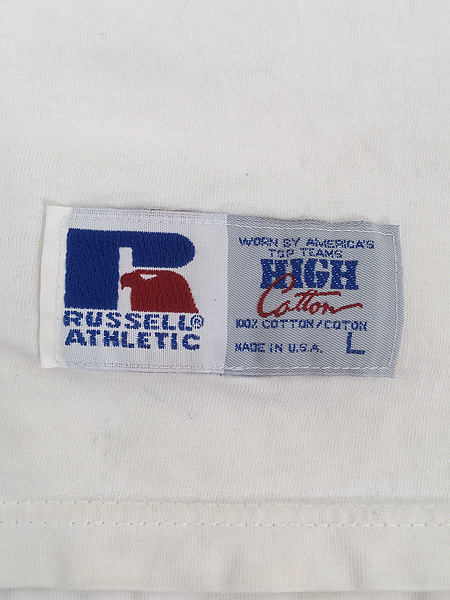 RUSSELL®
ATHLETIC
WORN BY AMERICA'S
TOP TEAMS
HIGH
Cotton
100% COTTON/COTON
MADE IN U.S.A. L